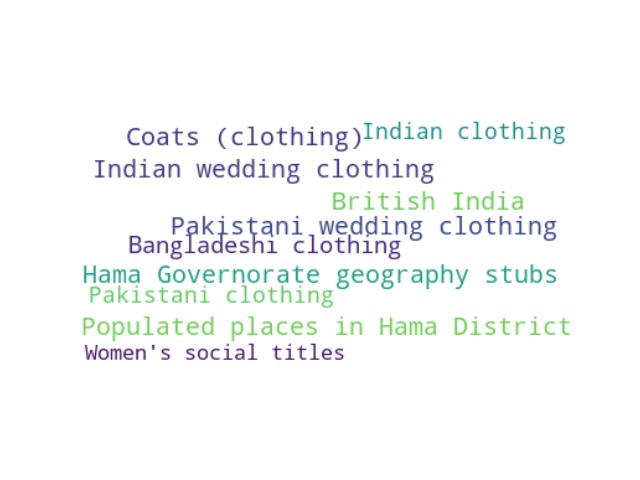 Coats (clothing)
Indian clothing
Indian wedding clothing
British India
Pakistani wedding clothing
Bangladeshi clothing
Hama Governorate geography stubs
Pakistani clothing
Populated places in Hama District
Women's social titles